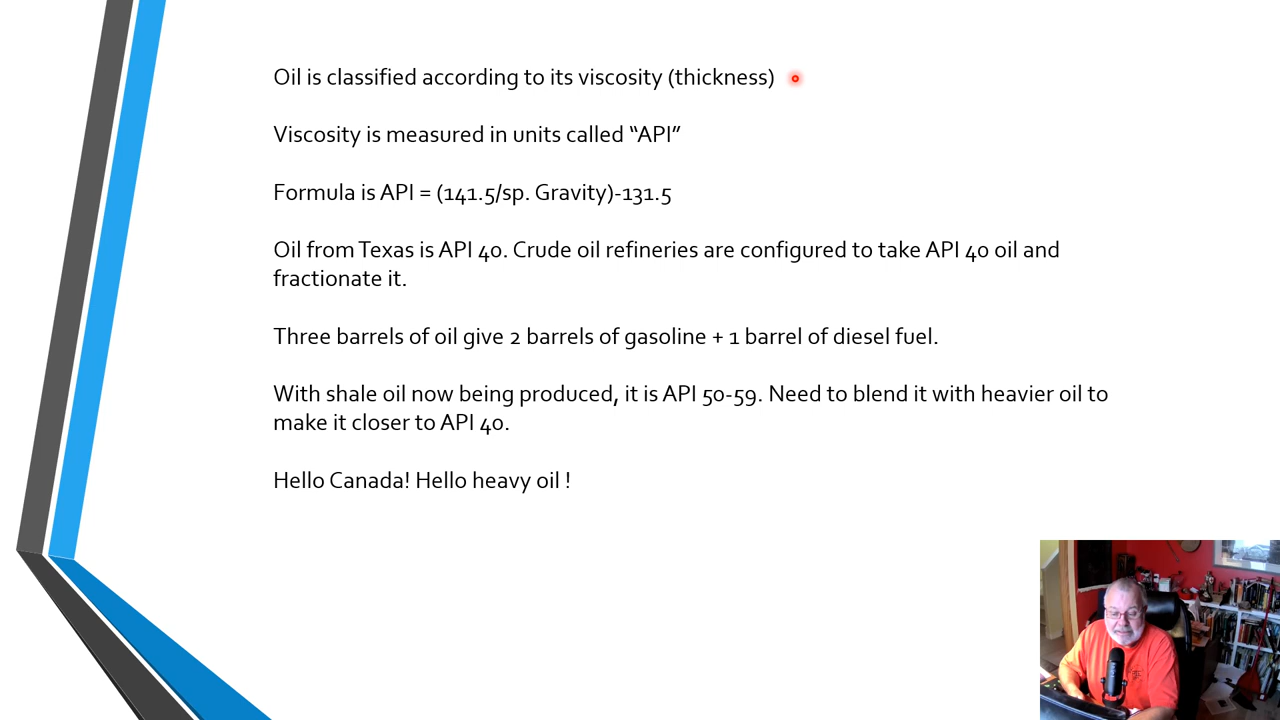 Oil is classified according to its viscosity (thickness)
Viscosity is measured in units called “API”
Formula is API = (141.5/sp. Gravity)-131.5
Oil from Texas is API 40. Crude oil refineries are configured to take API 40 oil and
fractionate it.
Three barrels of oil give 2 barrels of gasoline + 1 barrel of diesel fuel.
With shale oil now being produced, it is API 50-59. Need to blend it with heavier oil to
make it closer to API 40.
Hello Canada! Hello heavy oil !